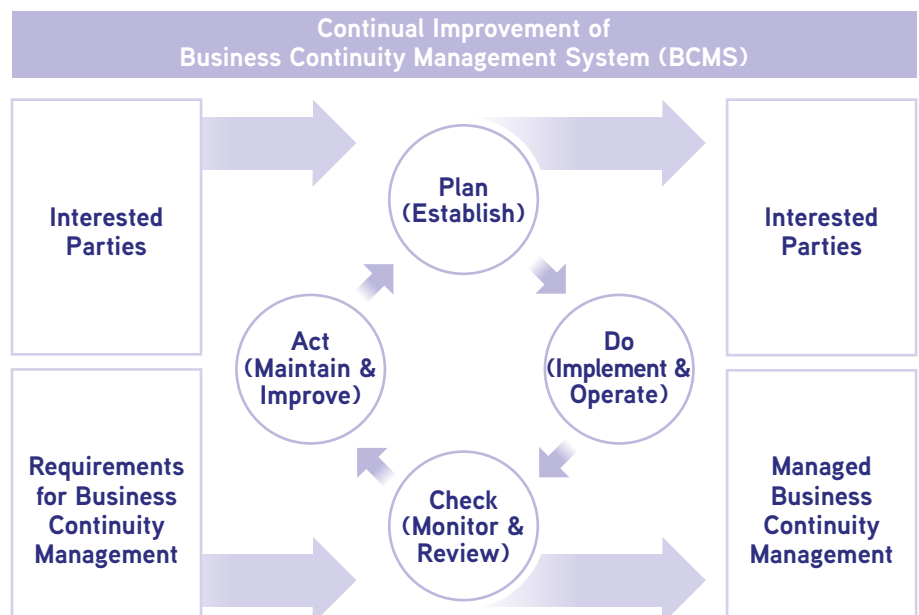 Continual Improvement of
Business Continuity Management System (BCMS)
Interested
Parties
Plan
(Establish)
Interested
Parties
Act
(Maintain &
Improve)
Do
(Implement &
Operate)
Requirements
for Business
Continuity
Management
Check
(Monitor &
Review)
Managed
Business
Continuity
Management